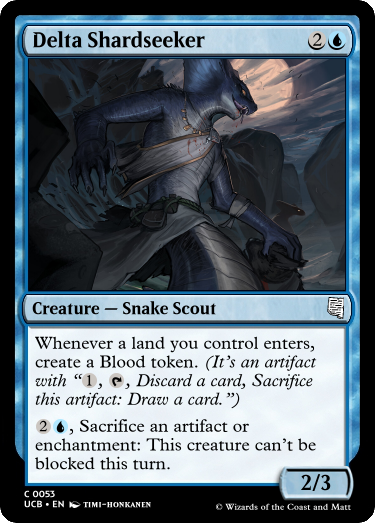 Delta Shardseeker 2
Creature — Snake Scout
Whenever a land you control enters,
create a Blood token. (It's an artifact
with “1, , Discard a card, Sacrifice
this artifact: Draw a card.”)
2, Sacrifice an artifact or
enchantment: This creature can't be
blocked this turn.
2/3
C 0053
UCB • EN TIMI-HONKANEN
© Wizards of the Coast and Matt